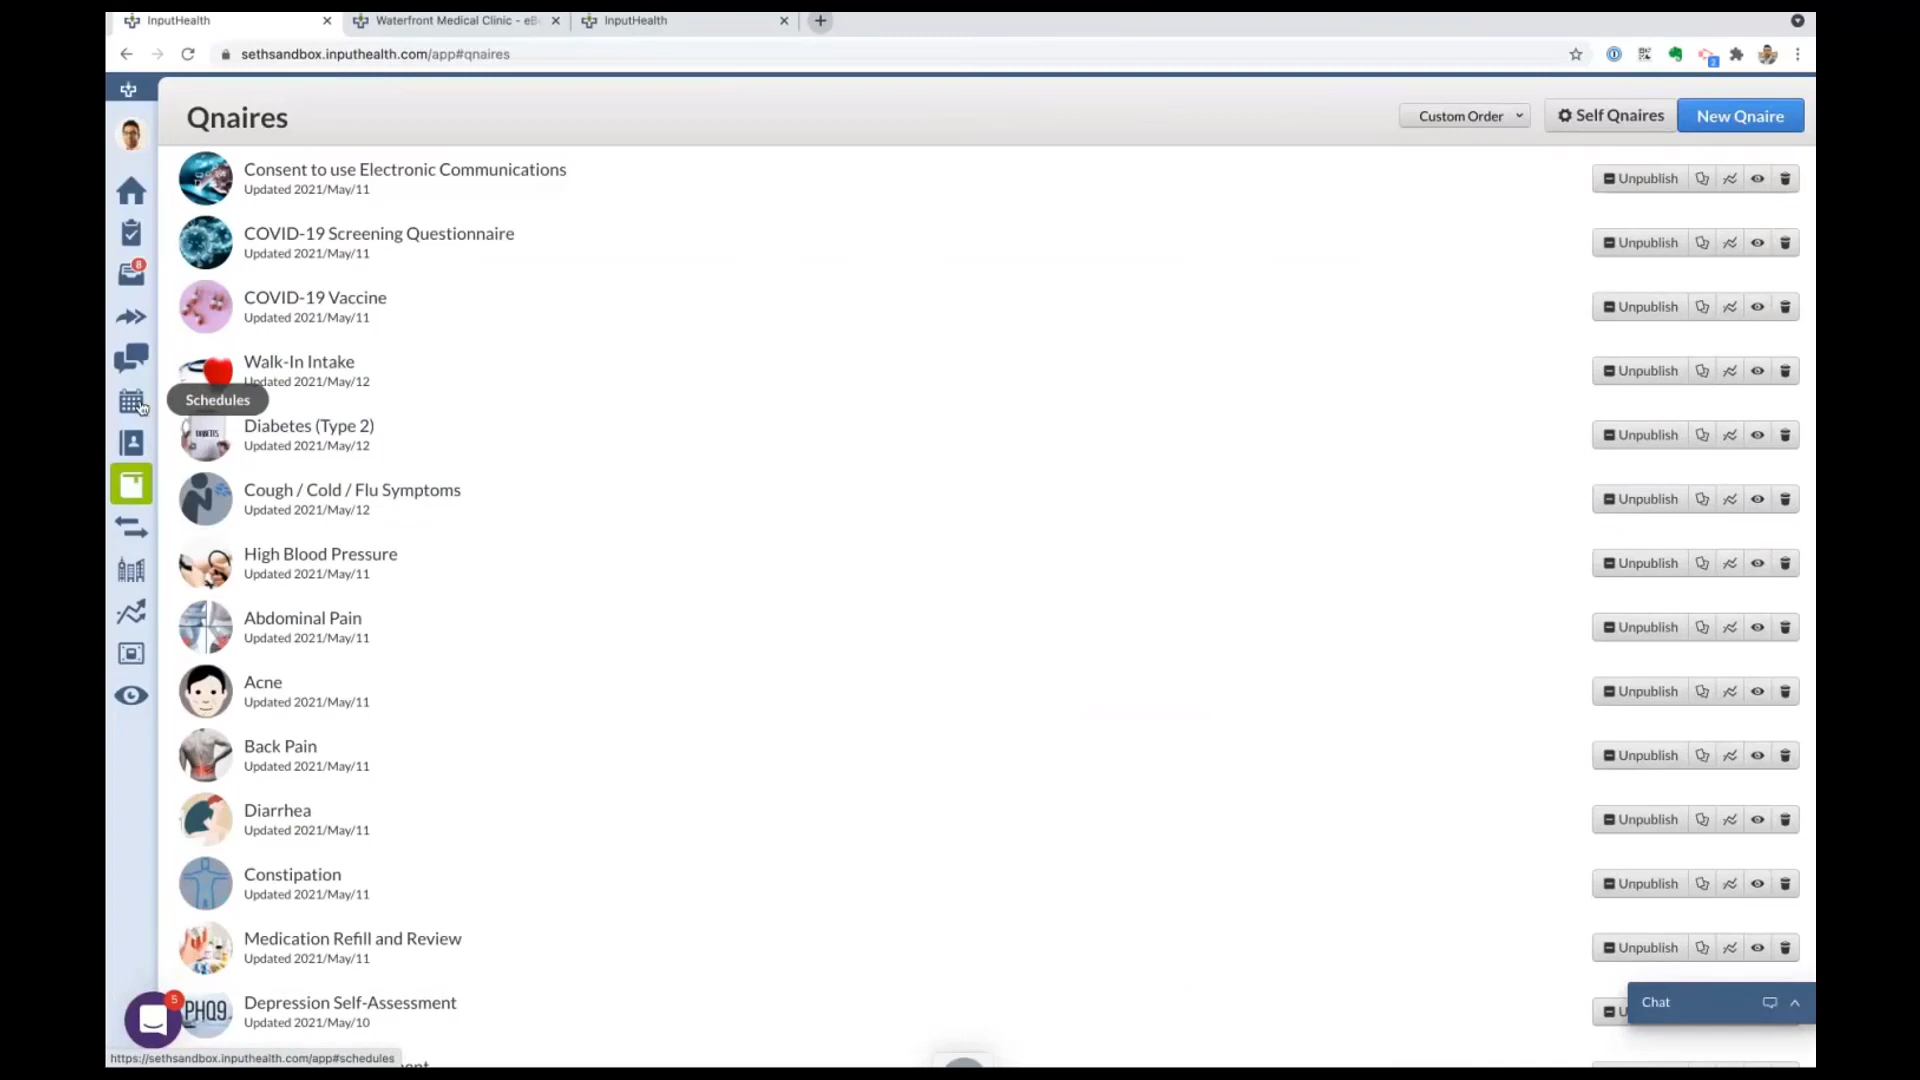 InputHealth
Waterfront Medical Clinic - eB
InputHealth
sethsandbox.inputhealth.com/app#qnaires
2
Qnaires
Custom Order
Self Qnaires
New Qnaire
Consent to use Electronic Communications
Updated 2021/May/11
Unpublish
COVID-19 Screening Questionnaire
Updated 2021/May/11
Unpublish
8
COVID-19 Vaccine
Updated 2021/May/11
Unpublish
Walk-In Intake
Updated 2021/May/12
Unpublish
Schedules
DIABETES
Diabetes (Type 2)
Updated 2021/May/12
Unpublish
Cough / Cold / Flu Symptoms
Updated 2021/May/12
Unpublish
High Blood Pressure
Updated 2021/May/11
Unpublish
Abdominal Pain
Updated 2021/May/11
Unpublish
Acne
Updated 2021/May/11
Unpublish
Back Pain
Updated 2021/May/11
Unpublish
Diarrhea
Updated 2021/May/11
Unpublish
Constipation
Updated 2021/May/11
Unpublish
Medication Refill and Review
Updated 2021/May/11
Unpublish
5
PHQ9
Depression Self-Assessment
Updated 2021/May/10
Chat
https://sethsandbox.inputhealth.com/app#schedules